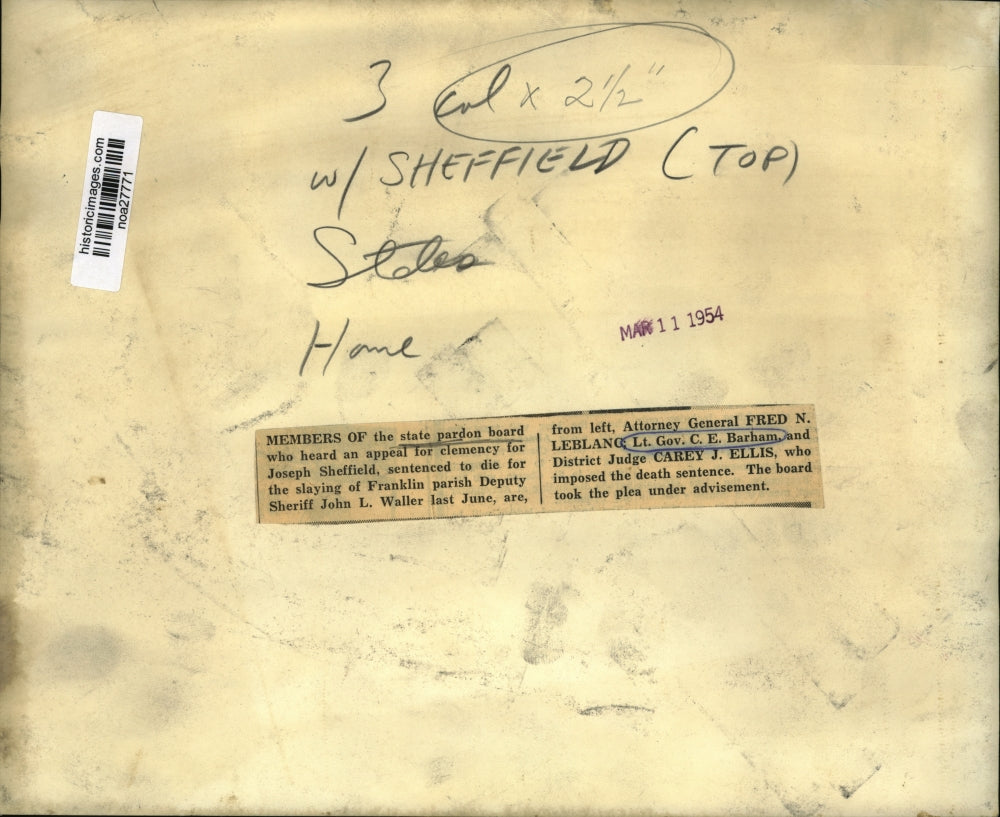 3 col x 2 1/2"
w/ SHEFFIELD (TOP)
States
Home
MAR 11 1954
historicimages.com
noa27771
MEMBERS OF the state pardon board
who heard an appeal for clemency for
Joseph Sheffield, sentenced to die for
the slaying of Franklin parish Deputy
Sheriff John L. Waller last June, are,
from left, Attorney General FRED N.
LEBLANC, Lt. Gov. C. E. Barham, and
District Judge CAREY J. ELLIS, who
imposed the death sentence. The board
took the plea under advisement.